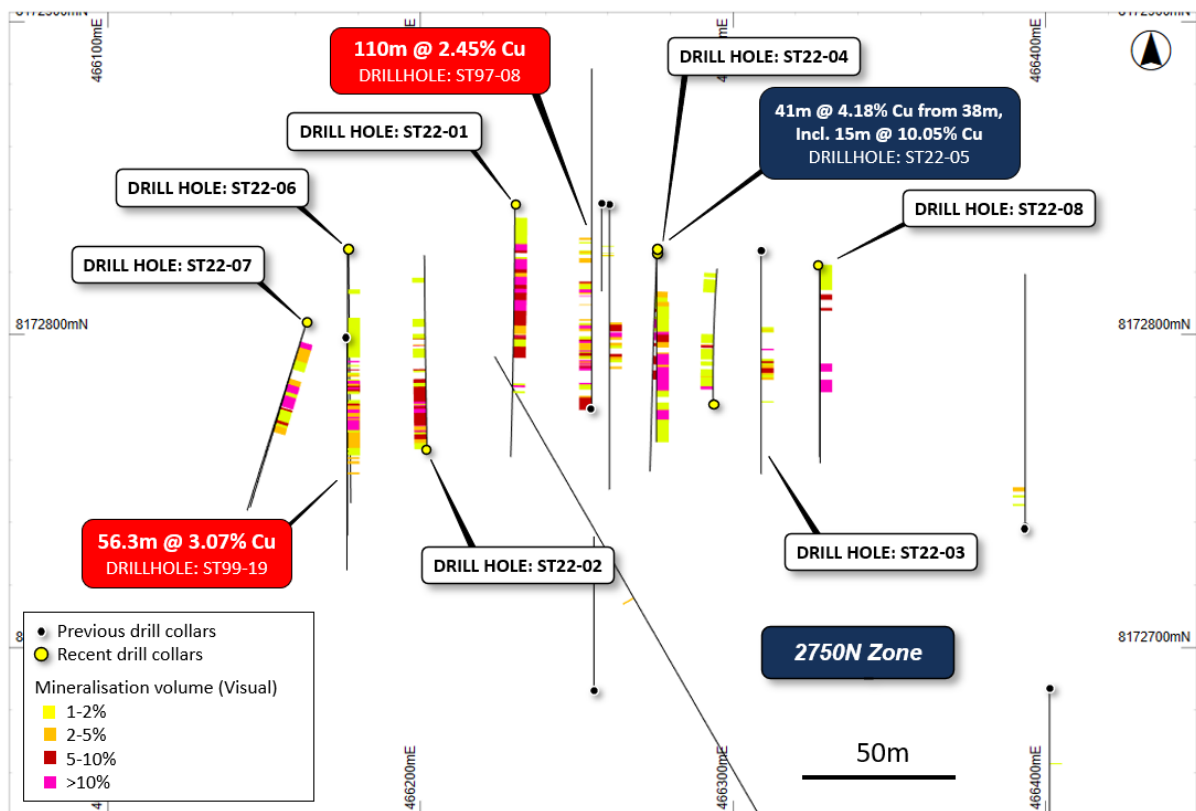 8172900mN
8172900mN
466100mE
466400mE
110m @ 2.45% Cu
DRILLHOLE: ST97-08
DRILL HOLE: ST22-04
41m @ 4.18% Cu from 38m,
Incl. 15m @ 10.05% Cu
DRILLHOLE: ST22-05
DRILL HOLE: ST22-01
DRILL HOLE: ST22-06
DRILL HOLE: ST22-08
DRILL HOLE: ST22-07
8172800mN
8172800mN
56.3m @ 3.07% Cu
DRILLHOLE: ST99-19
DRILL HOLE: ST22-02
DRILL HOLE: ST22-03
8172700mN
2750N Zone
Previous drill collars
Recent drill collars
Mineralisation volume (Visual)
1-2%
2-5%
5-10%
>10%
50m
466200mE
466300mE
466400mE